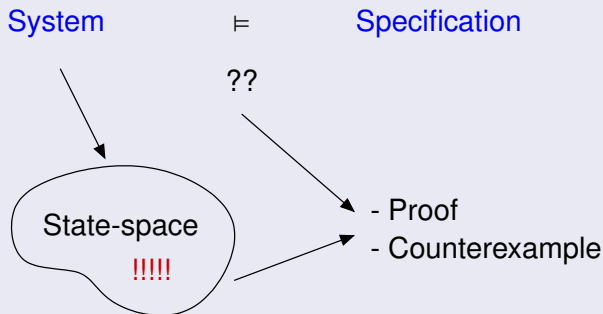 System ⊨ Specification
??
State-space
!!!!!
- Proof
- Counterexample